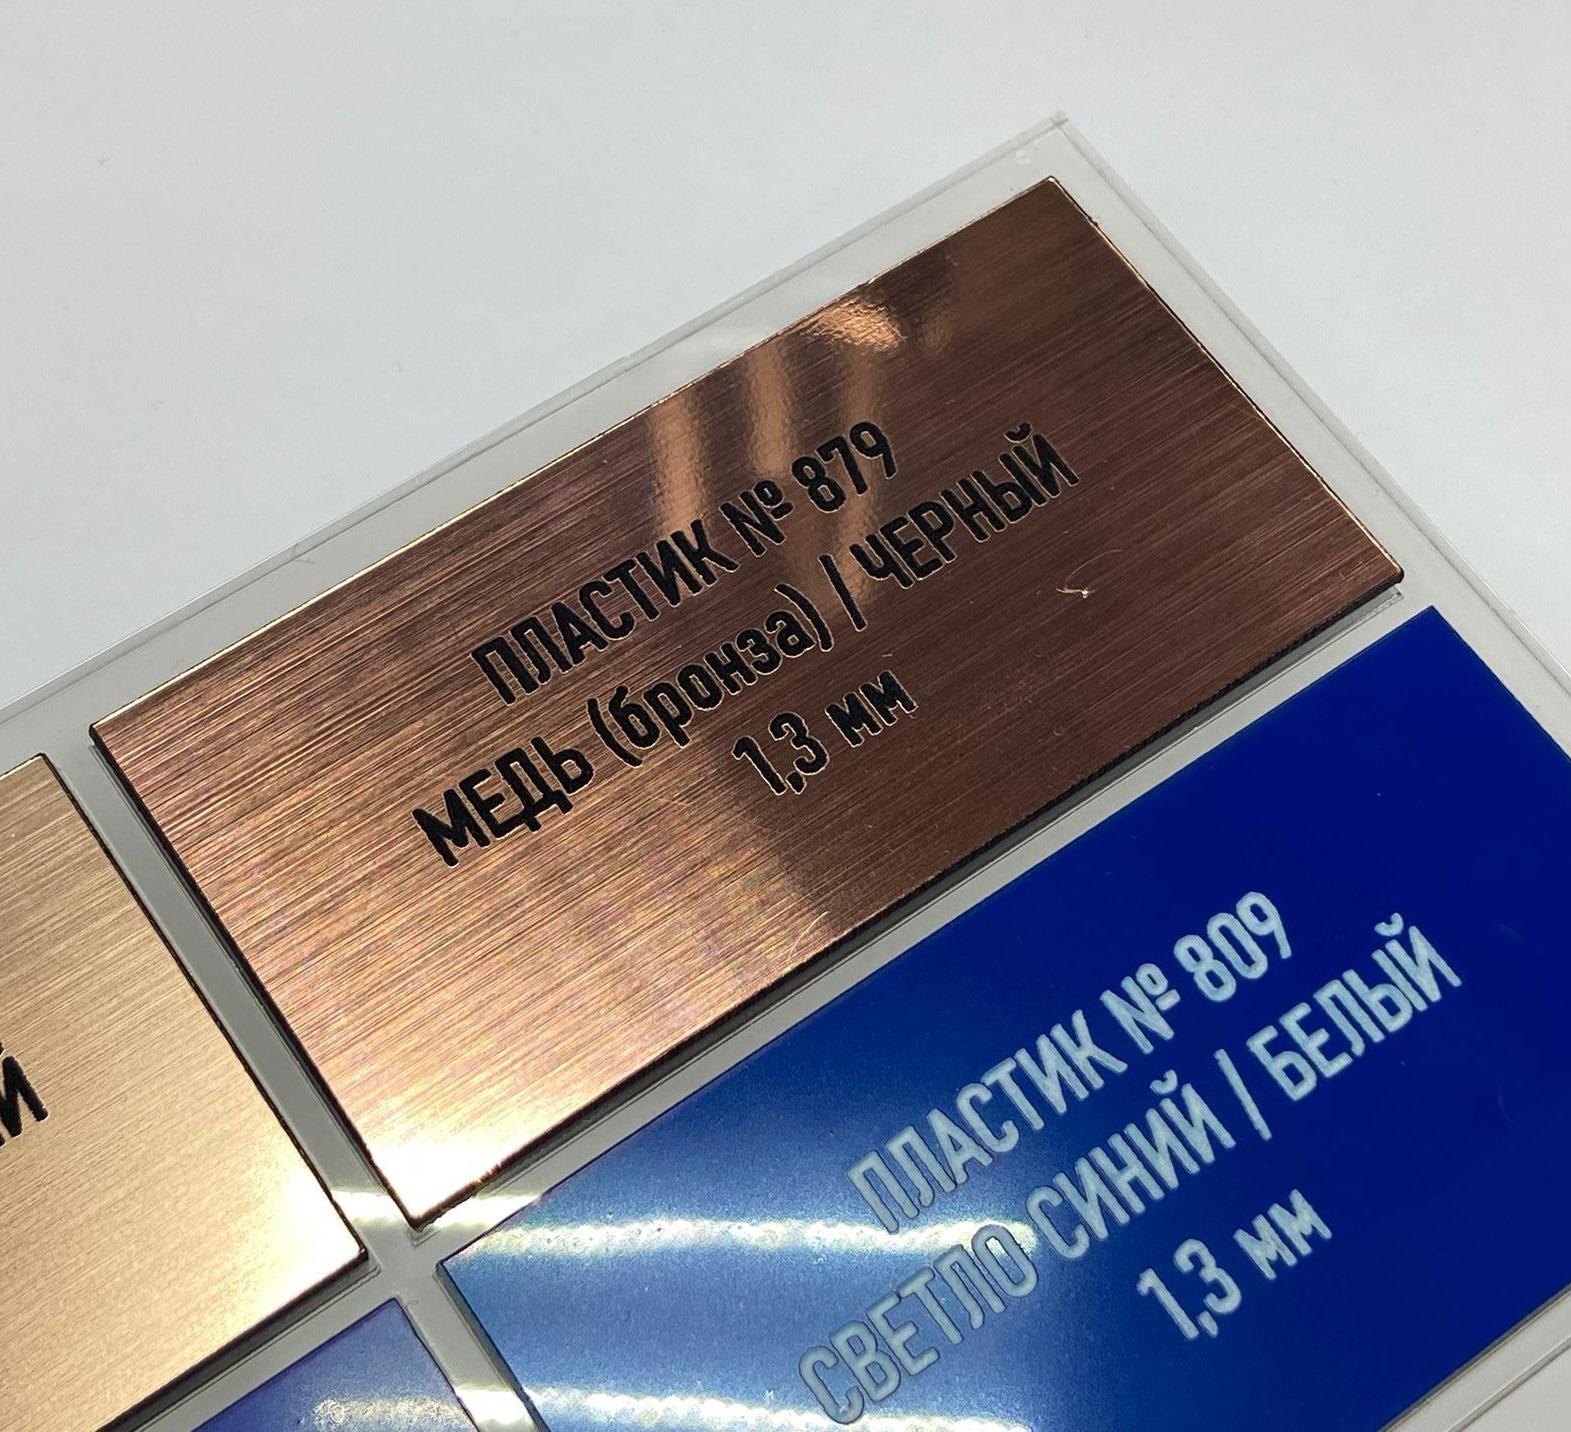 ПЛАСТИК № 879
МЕДЬ (бронза) / ЧЕРНЫЙ
1,3 мм
ПЛАСТИК № 809
СВЕТЛО СИНИЙ / БЕЛЫЙ
1,3 мм